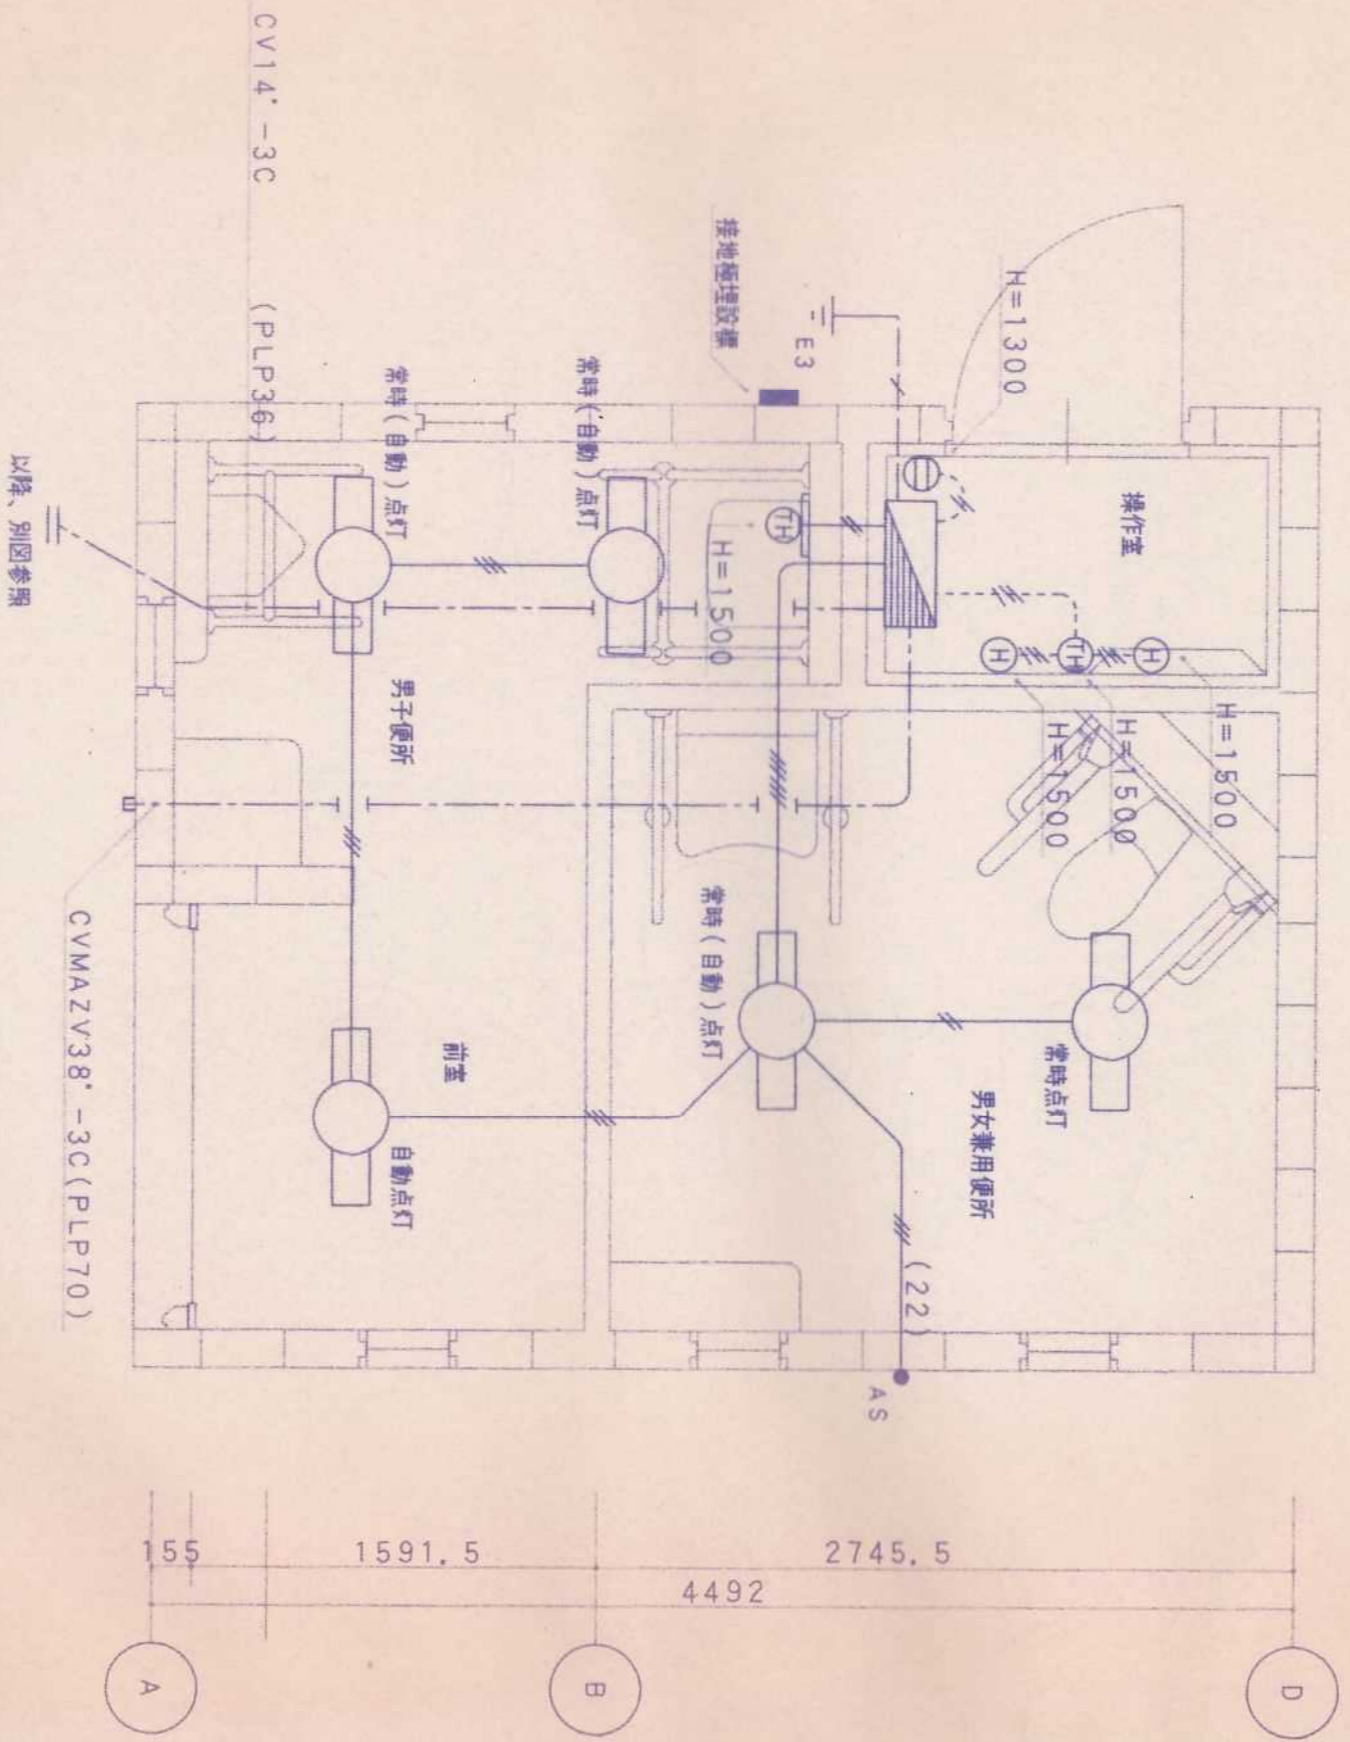 CV14°-3C (PLP36)
以降、別図参照
常時(自動)点灯
常時(自動)点灯
接地極埋設標
E3
H=1300
操作室
TH
H=1500
H
TH
H
H=1500
H=1500
H=1500
男子便所
CVMAZV38°-3C(PLP70)
常時(自動)点灯
前室
自動点灯
常時点灯
男女兼用便所
(22)
AS
155
1591.5
2745.5
4492
A
B
D